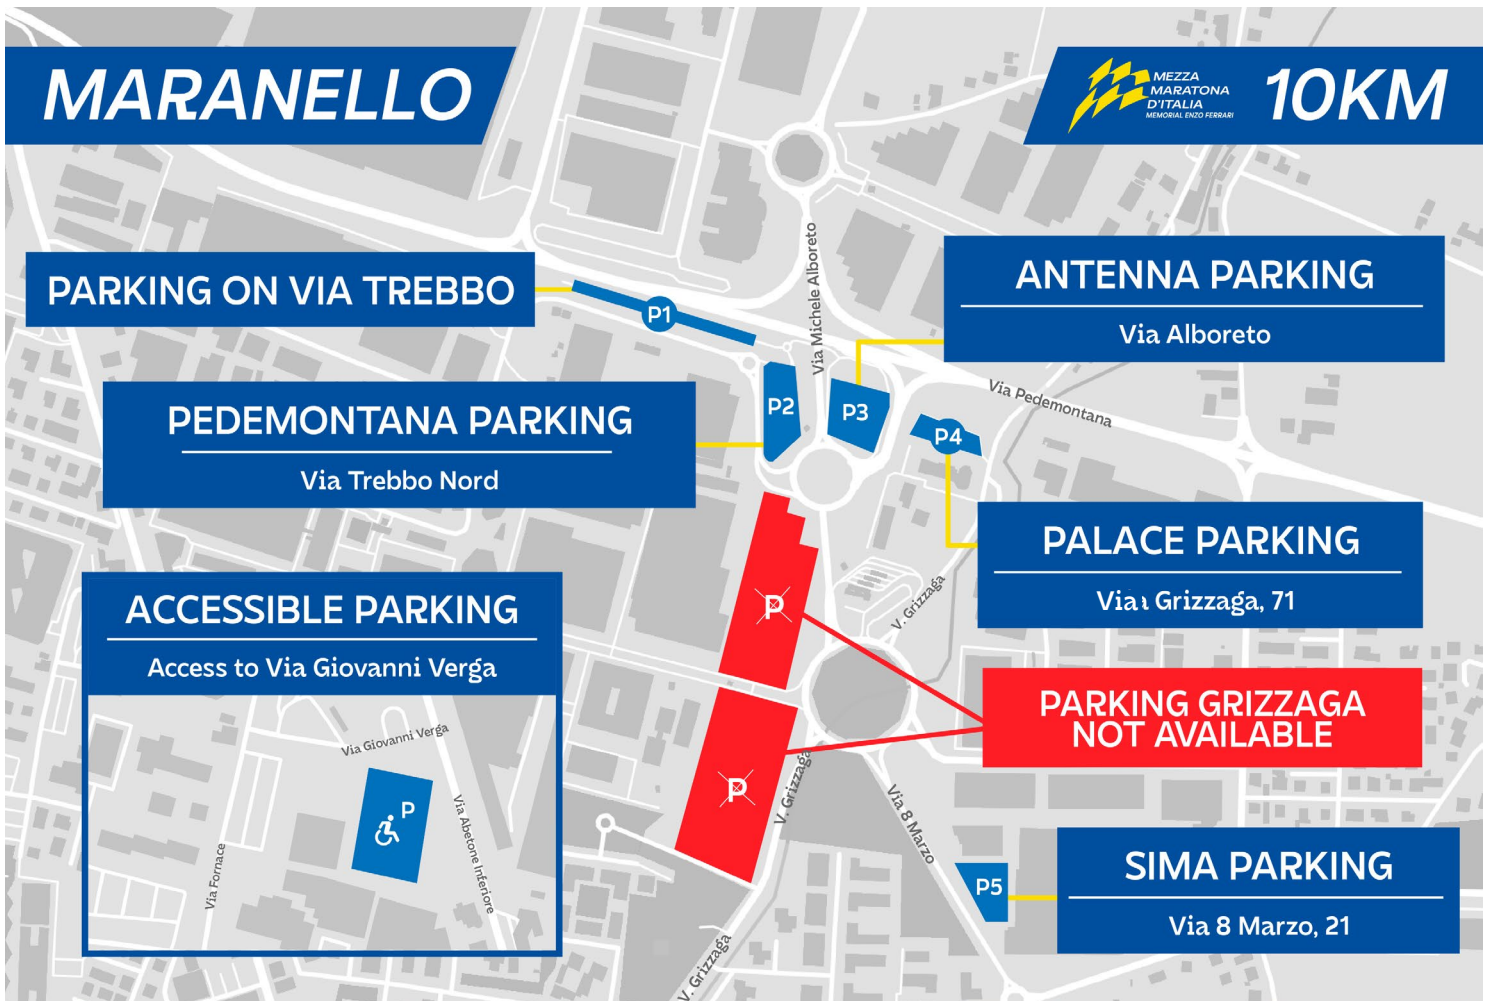 MARANELLO
MEZZA
MARATONA
D'ITALIA
MEMORIAL ENZO FERRARI
10KM
PARKING ON VIA TREBBO
P1
Via Michele Alboreto
ANTENNA PARKING
Via Alboreto
PEDEMONTANA PARKING
Via Trebbo Nord
P2
P3
P4
Via Pedemontana
PALACE PARKING
Via Grizzaga, 71
V. Grizzaga
P
ACCESSIBLE PARKING
Access to Via Giovanni Verga
Via Giovanni Verga
P
Via Abetone Inferiore
Via Fornace
PARKING GRIZZAGA
NOT AVAILABLE
P
V. Grizzaga
Via 8 Marzo
P5
SIMA PARKING
Via 8 Marzo, 21
V. Grizzaga